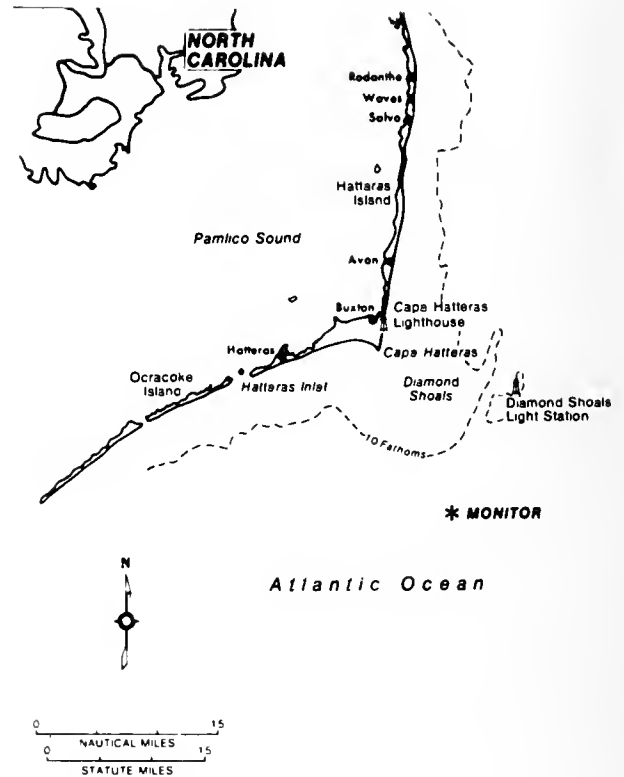 NORTH
CAROLINA
Rodanthe
Waves
Salvo
Hattaras
Island
Pamlico Sound
Avon
Buxton
Cape Hatteras
Lighthouse
Hatteras
Cape Hatteras
Ocracoke
Island
Hatteras Inlet
Diamond
Shoals
Diamond Shoals
Light Station
10 Fathoms
* MONITOR
N
Atlantic Ocean
0 15
NAUTICAL MILES
0 15
STATUTE MILES